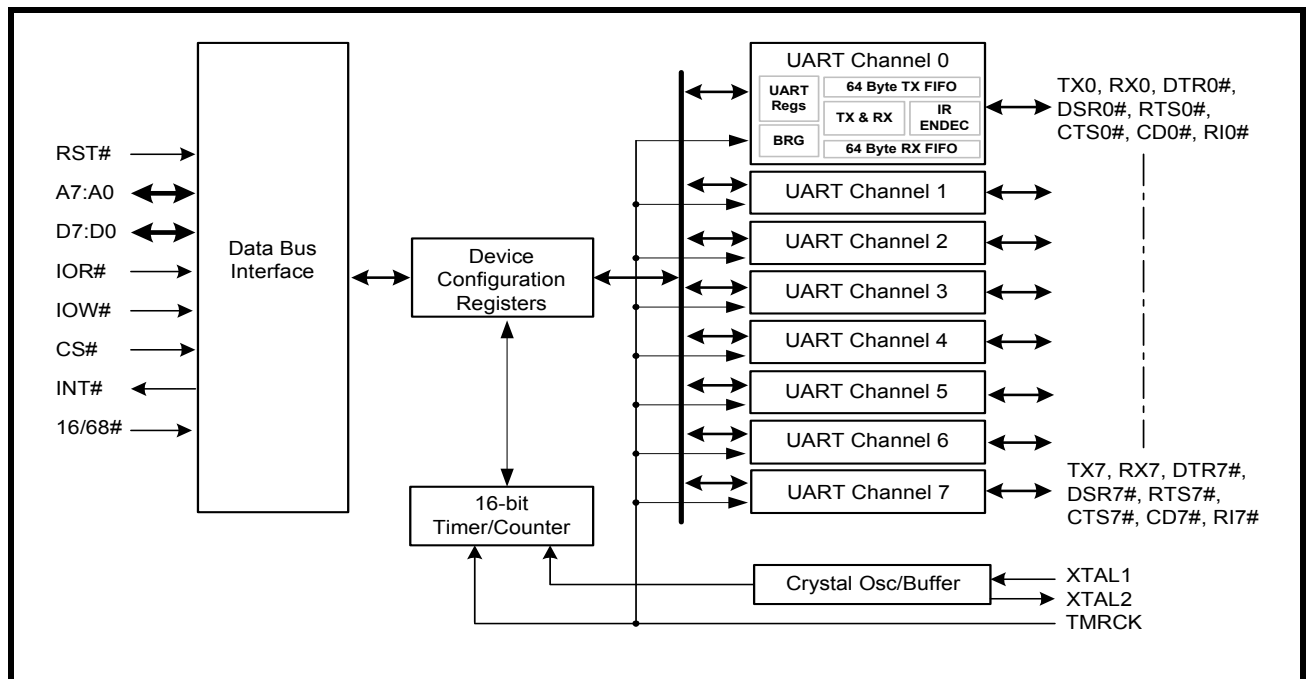 RST#
A7:A0
D7:D0
IOR#
IOW#
CS#
INT#
16/68#
Data Bus
Interface
Device
Configuration
Registers
16-bit
Timer/Counter
UART Channel 0
UART
Regs
64 Byte TX FIFO
TX & RX
IR
ENDEC
BRG
64 Byte RX FIFO
UART Channel 1
UART Channel 2
UART Channel 3
UART Channel 4
UART Channel 5
UART Channel 6
UART Channel 7
Crystal Osc/Buffer
TX0, RX0, DTR0#,
DSR0#, RTS0#,
CTS0#, CD0#, RI0#
TX7, RX7, DTR7#,
DSR7#, RTS7#,
CTS7#, CD7#, RI7#
XTAL1
XTAL2
TMRCK